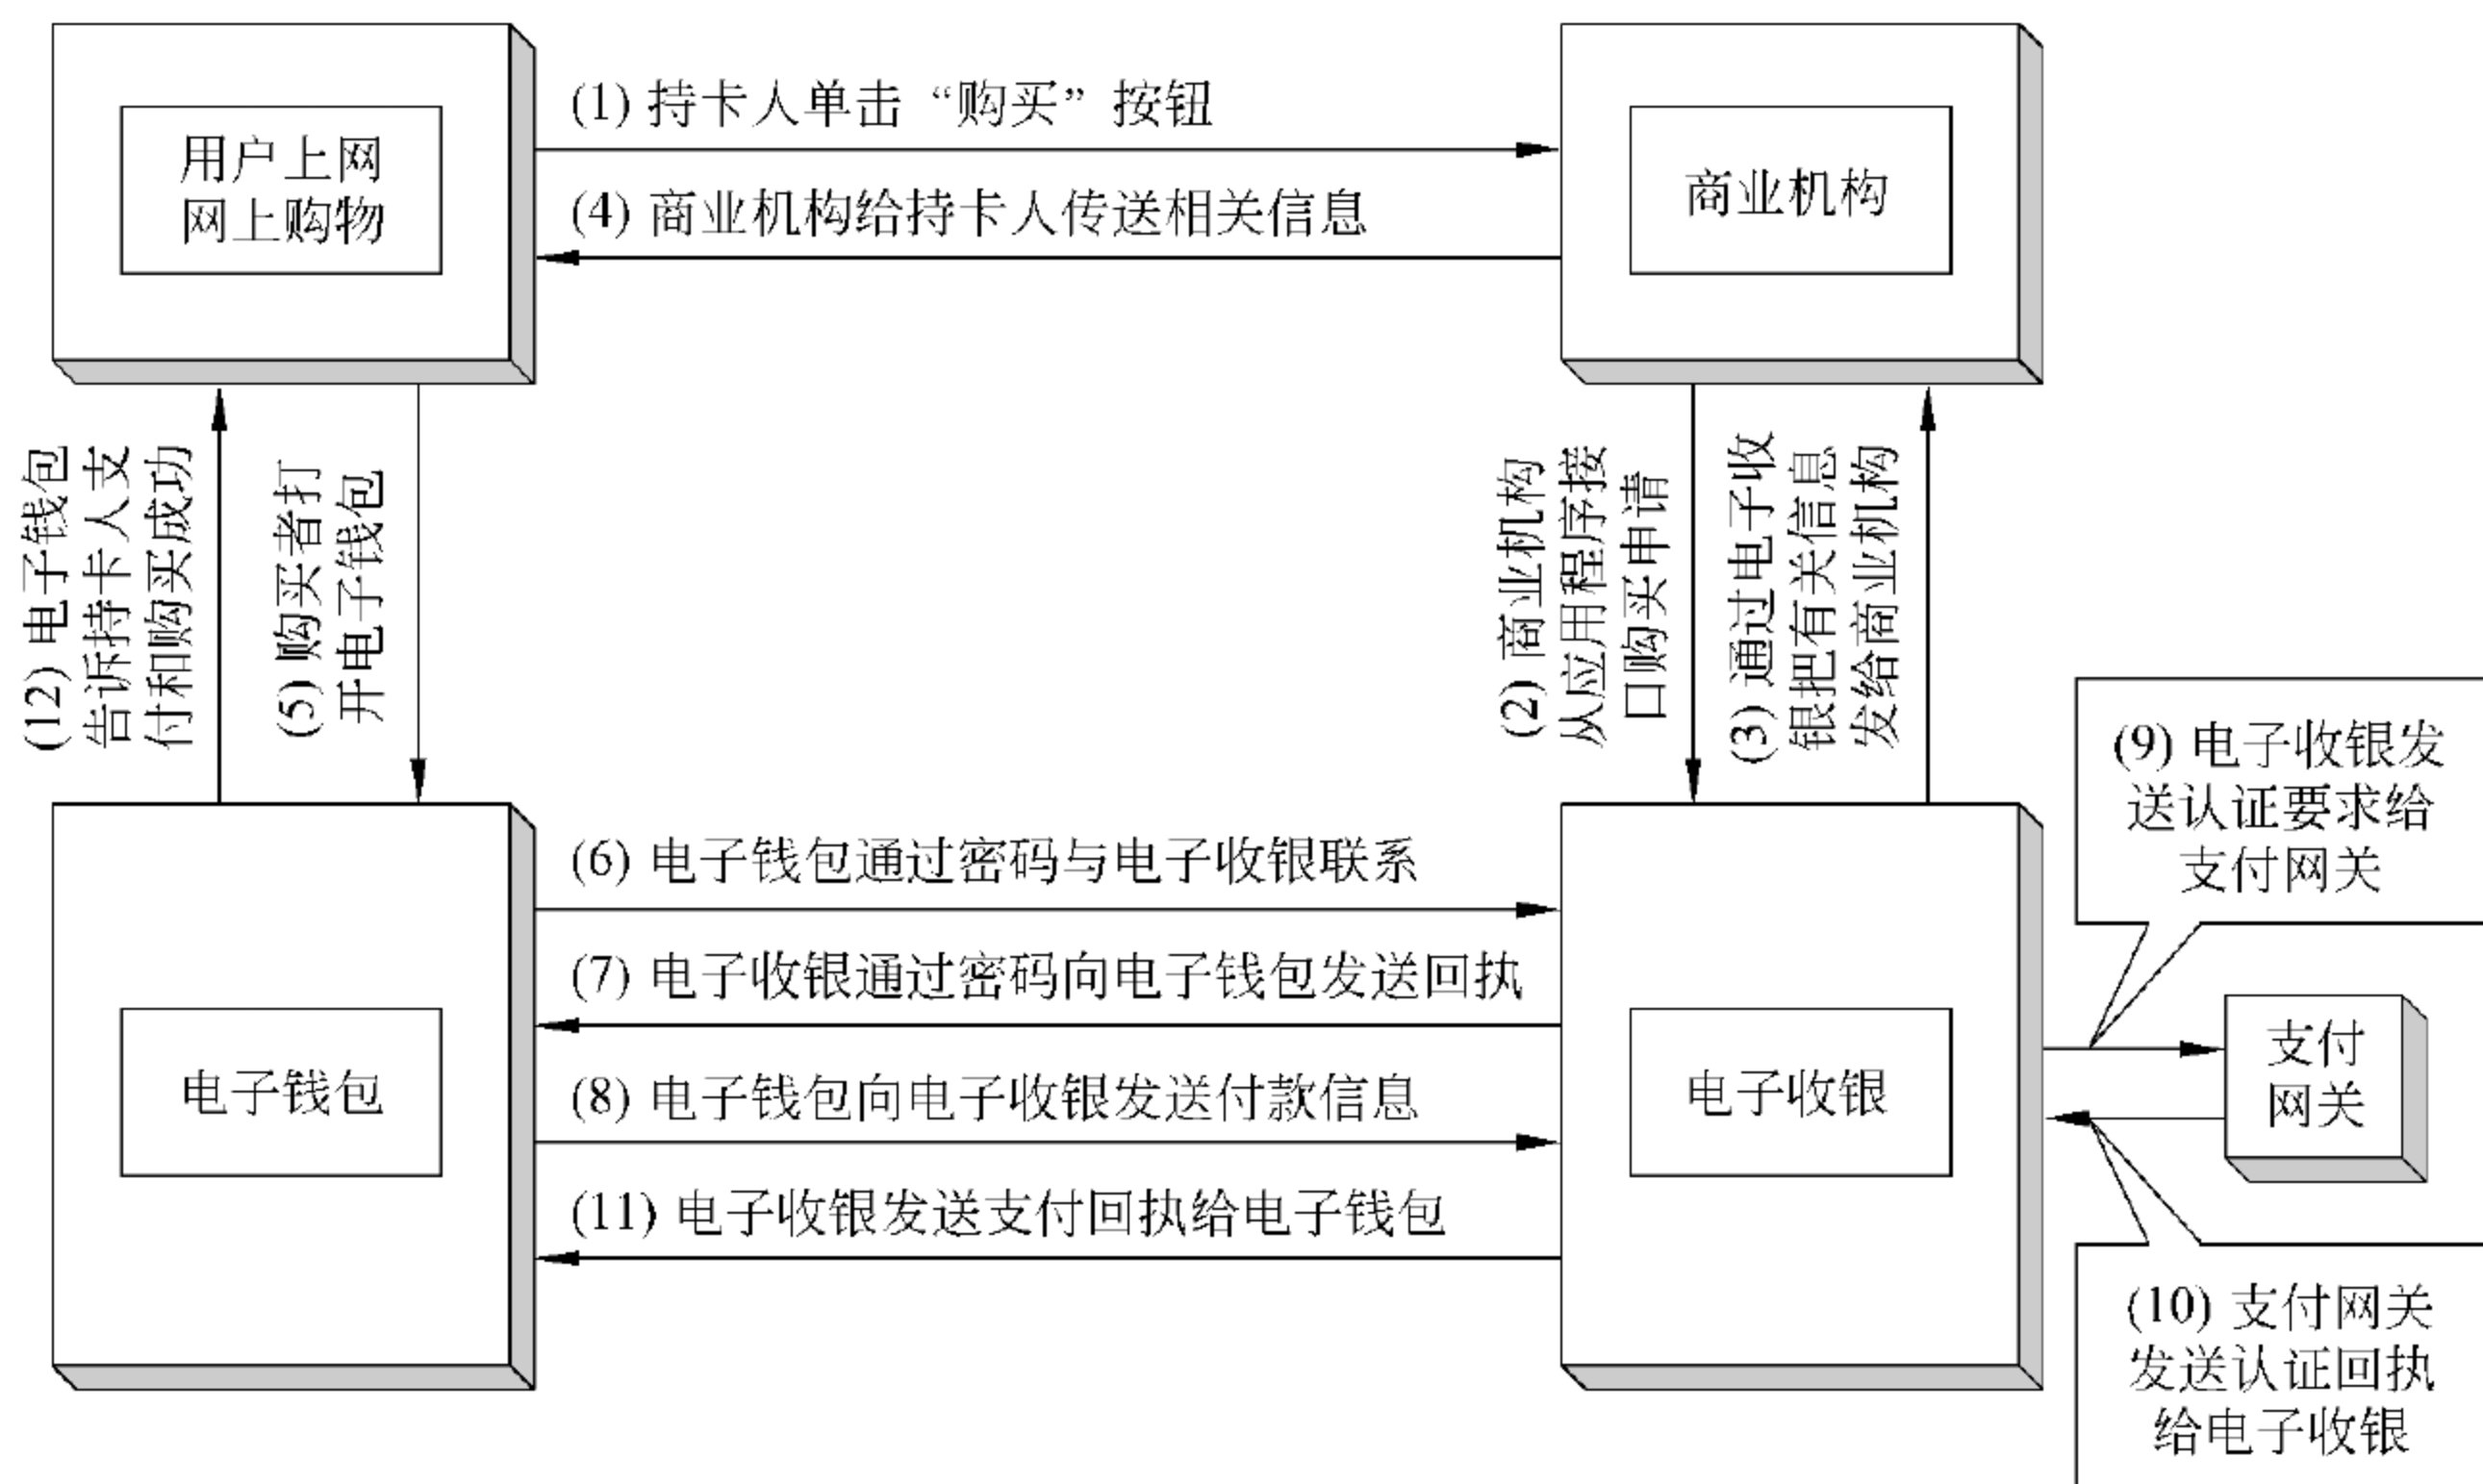 用户上网
网上购物
(1) 持卡人单击 “购买” 按钮
(4) 商业机构给持卡人传送相关信息
商业机构
(12) 电子钱包
告诉持卡人支
付和购买成功
(5) 购买者打
开电子钱包
(2) 商业机构
从应用程序接
口购买申请
(3) 通过电子收
银把有关信息
发给商业机构
(9) 电子收银发
送认证要求给
支付网关
电子钱包
(6) 电子钱包通过密码与电子收银联系
(7) 电子收银通过密码向电子钱包发送回执
(8) 电子钱包向电子收银发送付款信息
(11) 电子收银发送支付回执给电子钱包
电子收银
支付
网关
(10) 支付网关
发送认证回执
给电子收银